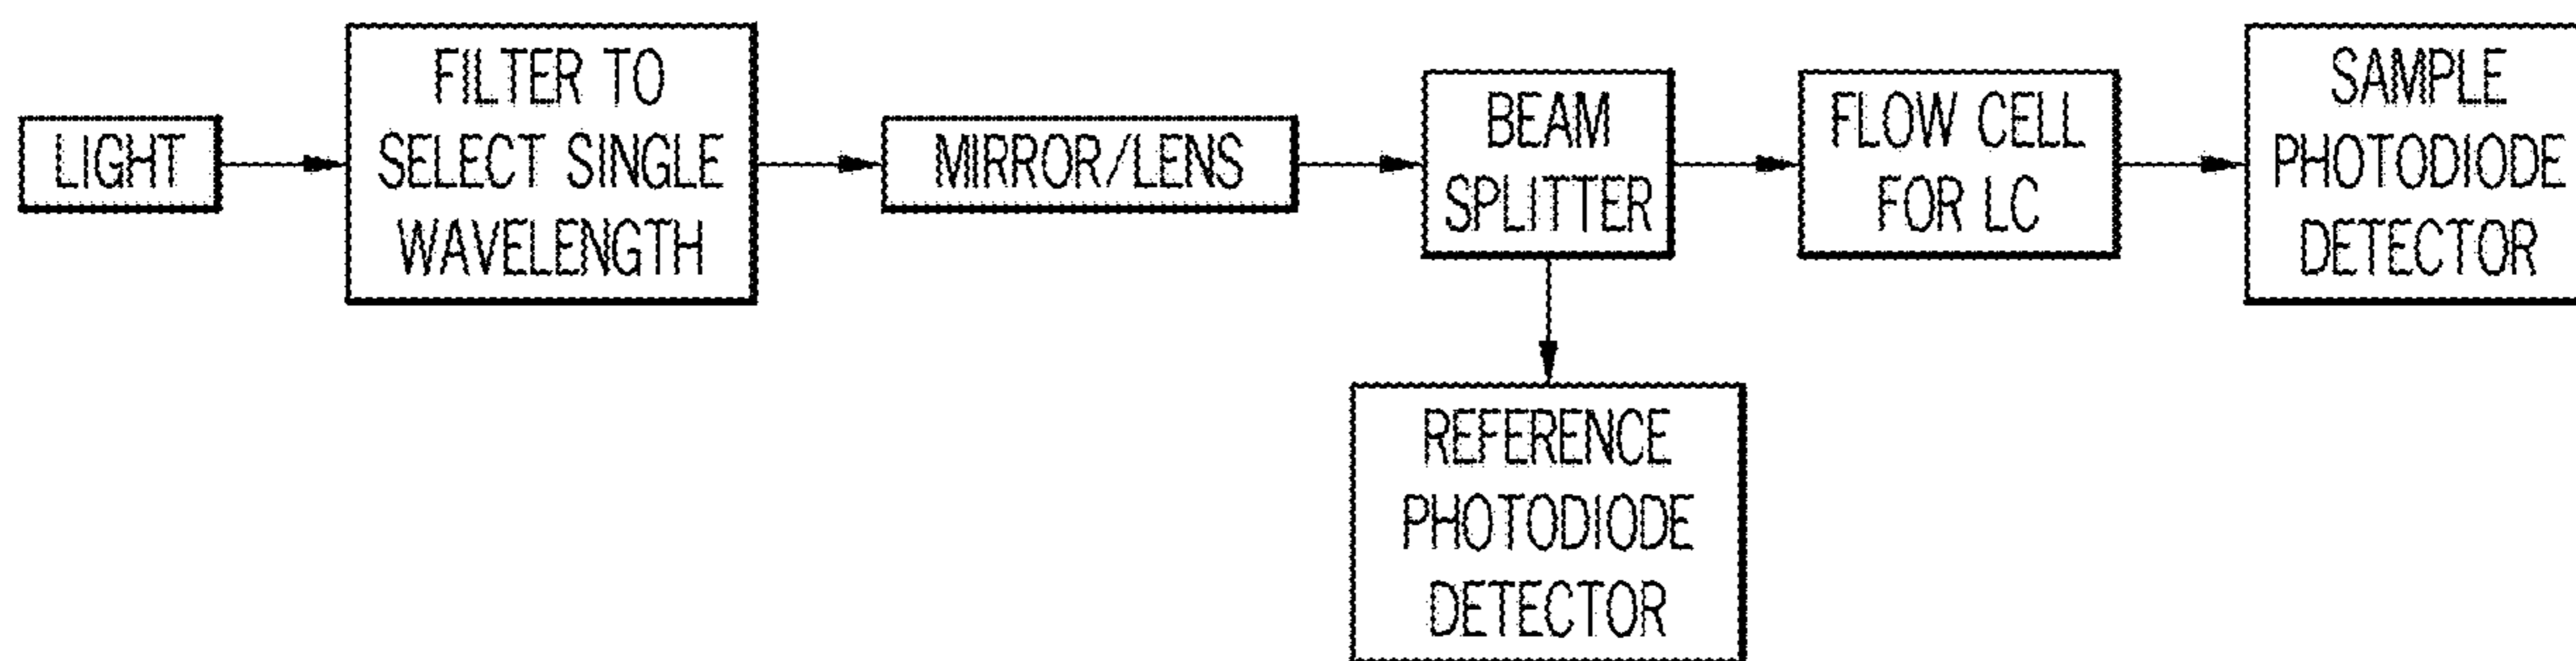 LIGHT
FILTER TO
SELECT SINGLE
WAVELENGTH
MIRROR/LENS
BEAM
SPLITTER
FLOW CELL
FOR LC
SAMPLE
PHOTODIODE
DETECTOR
REFERENCE
PHOTODIODE
DETECTOR